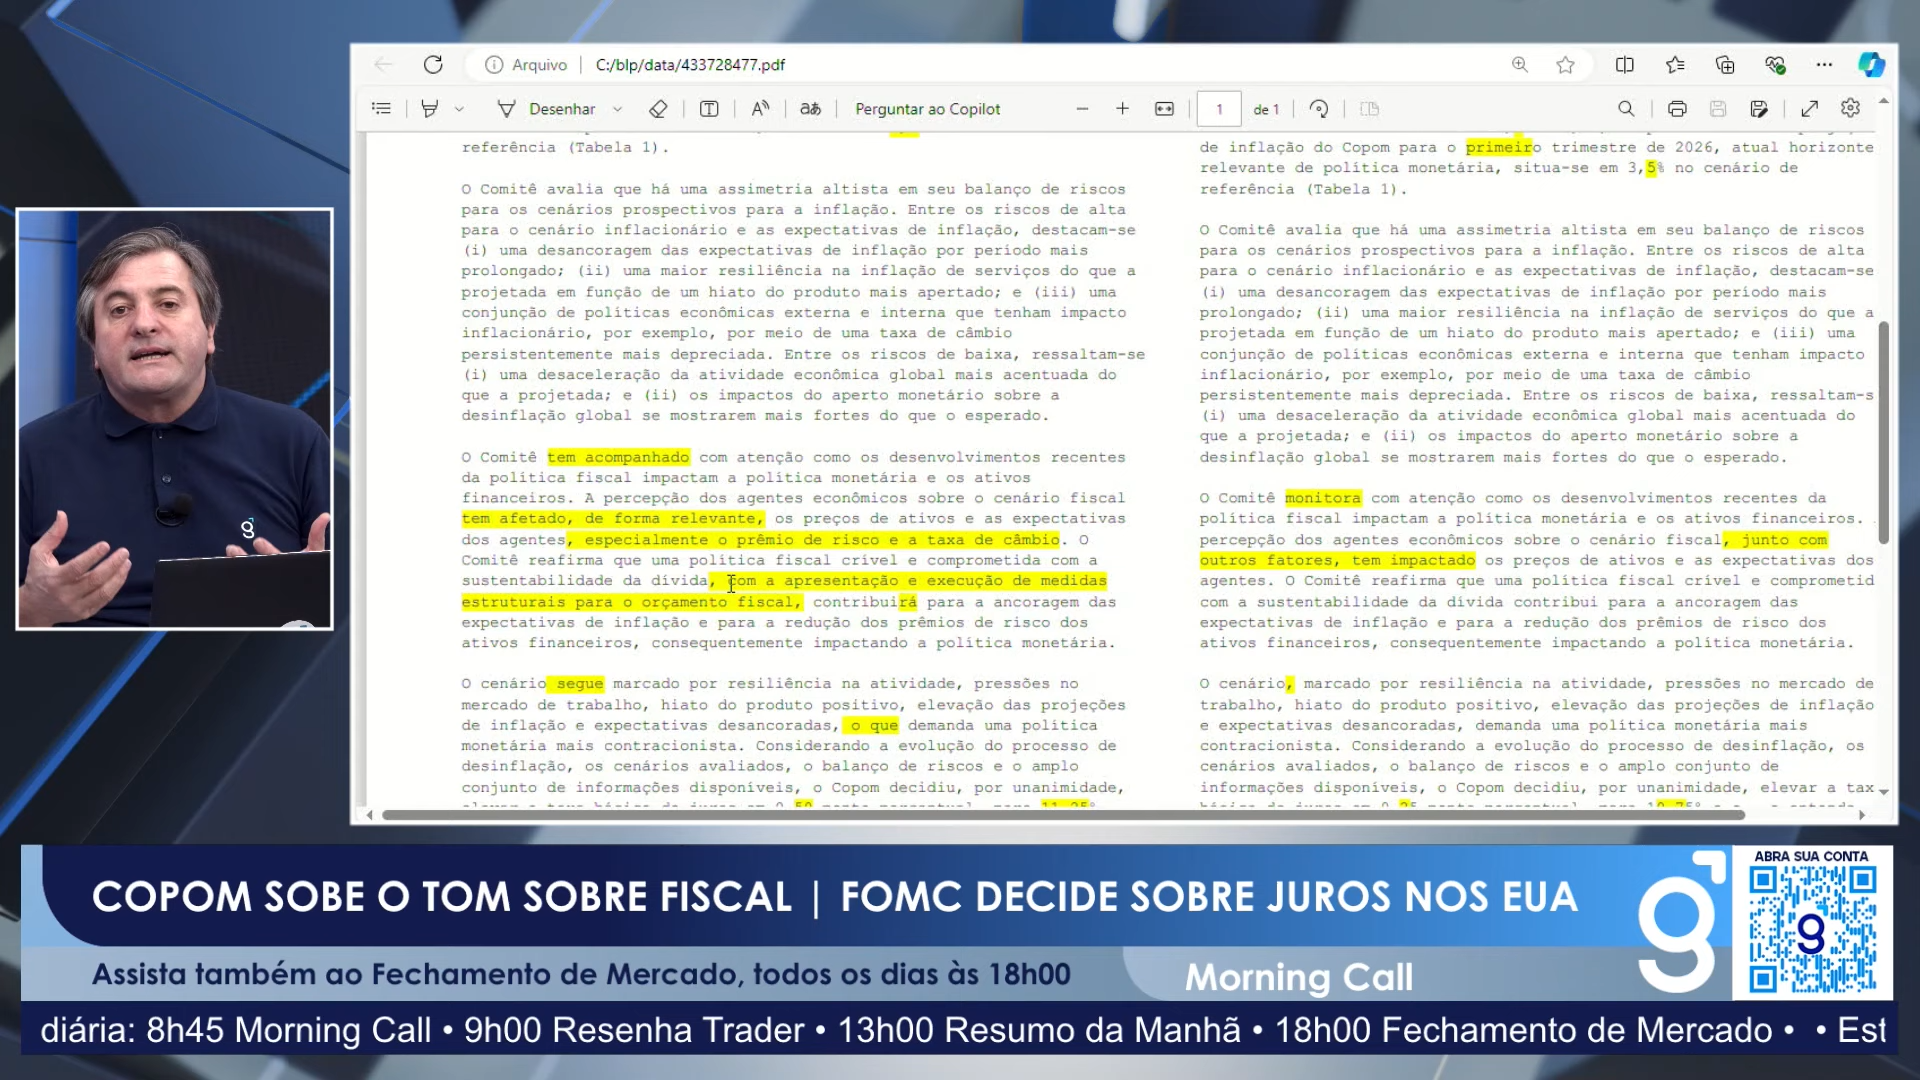 Arquivo
C:/blp/data/433728477.pdf
Desenhar
aあ
Perguntar ao Copilot
1
de 1
referência (Tabela 1).
O Comitê avalia que há uma assimetria altista em seu balanço de riscos
para os cenários prospectivos para a inflação. Entre os riscos de alta
para o cenário inflacionário e as expectativas de inflação, destacam-se
(i) uma desancoragem das expectativas de inflação por período mais
prolongado; (ii) uma maior resiliência na inflação de serviços do que a
projetada em função de um hiato do produto mais apertado; e (iii) uma
conjunção de políticas econômicas externa e interna que tenham impacto
inflacionário, por exemplo, por meio de uma taxa de câmbio
persistentemente mais depreciada. Entre os riscos de baixa, ressaltam-se
(i) uma desaceleração da atividade econômica global mais acentuada do
que a projetada; e (ii) os impactos do aperto monetário sobre a
desinflação global se mostrarem mais fortes do que o esperado.
O Comitê tem acompanhado com atenção como os desenvolvimentos recentes
da política fiscal impactam a política monetária e os ativos
financeiros. A percepção dos agentes econômicos sobre o cenário fiscal
tem afetado, de forma relevante, os preços de ativos e as expectativas
dos agentes, especialmente o prêmio de risco e a taxa de câmbio. O
Comitê reafirma que uma política fiscal crível e comprometida com a
sustentabilidade da dívida, com a apresentação e execução de medidas
estruturais para o orçamento fiscal, contribuirá para a ancoragem das
expectativas de inflação e para a redução dos prêmios de risco dos
ativos financeiros, consequentemente impactando a política monetária.
O cenário segue marcado por resiliência na atividade, pressões no
mercado de trabalho, hiato do produto positivo, elevação das projeções
de inflação e expectativas desancoradas, o que demanda uma política
monetária mais contracionista. Considerando a evolução do processo de
desinflação, os cenários avaliados, o balanço de riscos e o amplo
conjunto de informações disponíveis, o Copom decidiu, por unanimidade,
de inflação do Copom para o primeiro trimestre de 2026, atual horizonte
relevante de política monetária, situa-se em 3,5% no cenário de
referência (Tabela 1).
O Comitê avalia que há uma assimetria altista em seu balanço de riscos
para os cenários prospectivos para a inflação. Entre os riscos de alta
para o cenário inflacionário e as expectativas de inflação, destacam-se
(i) uma desancoragem das expectativas de inflação por período mais
prolongado; (ii) uma maior resiliência na inflação de serviços do que a
projetada em função de um hiato do produto mais apertado; e (iii) uma
conjunção de políticas econômicas externa e interna que tenham impacto
inflacionário, por exemplo, por meio de uma taxa de câmbio
persistentemente mais depreciada. Entre os riscos de baixa, ressaltam-s
(i) uma desaceleração da atividade econômica global mais acentuada do
que a projetada; e (ii) os impactos do aperto monetário sobre a
desinflação global se mostrarem mais fortes do que o esperado.
O Comitê monitora com atenção como os desenvolvimentos recentes da
política fiscal impactam a política monetária e os ativos financeiros.
percepção dos agentes econômicos sobre o cenário fiscal, junto com
outros fatores, tem impactado os preços de ativos e as expectativas dos
agentes. O Comitê reafirma que uma política fiscal crível e comprometid
com a sustentabilidade da dívida contribui para a ancoragem das
expectativas de inflação e para a redução dos prêmios de risco dos
ativos financeiros, consequentemente impactando a política monetária.
O cenário, marcado por resiliência na atividade, pressões no mercado de
trabalho, hiato do produto positivo, elevação das projeções de inflação
e expectativas desancoradas, demanda uma política monetária mais
contracionista. Considerando a evolução do processo de desinflação, os
cenários avaliados, o balanço de riscos e o amplo conjunto de
informações disponíveis, o Copom decidiu, por unanimidade, elevar a tax
g
COPOM SOBE O TOM SOBRE FISCAL | FOMC DECIDE SOBRE JUROS NOS EUA
Assista também ao Fechamento de Mercado, todos os dias às 18h00
Morning Call
g
ABRA SUA CONTA
g
diária: 8h45 Morning Call • 9h00 Resenha Trader • 13h00 Resumo da Manhã • 18h00 Fechamento de Mercado • • Est